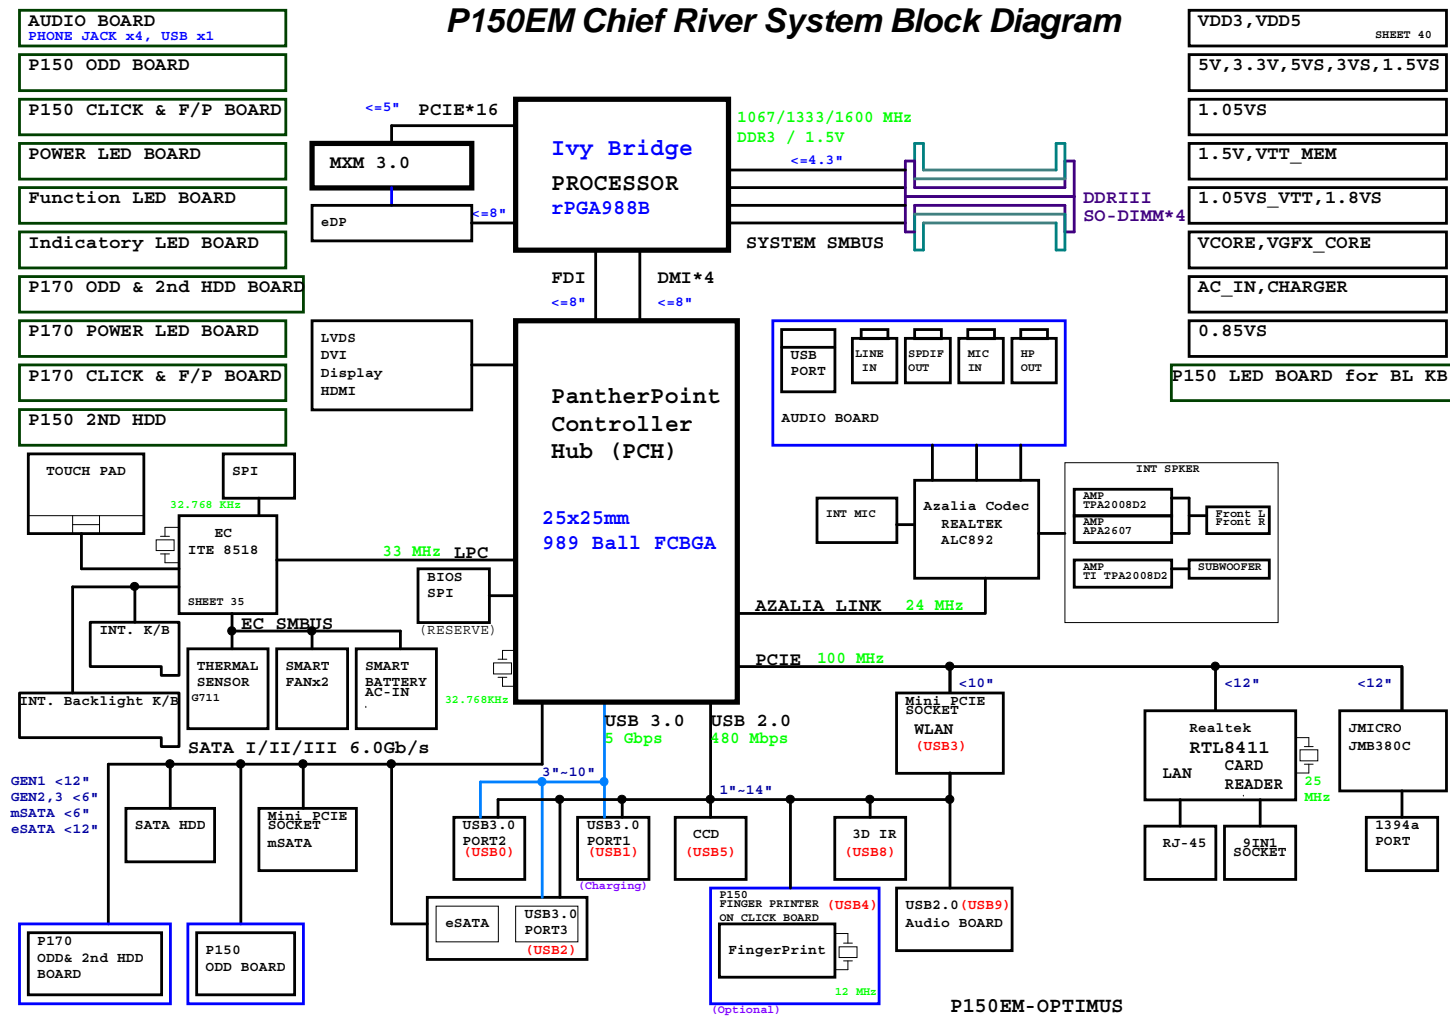 P150EM Chief River System Block Diagram
AUDIO BOARD
PHONE JACK x4, USB x1
P150 ODD BOARD
P150 CLICK & F/P BOARD
POWER LED BOARD
Function LED BOARD
Indicatory LED BOARD
P170 ODD & 2nd HDD BOARD
P170 POWER LED BOARD
P170 CLICK & F/P BOARD
P150 2ND HDD
VDD3,VDD5
SHEET 40
5V,3.3V,5VS,3VS,1.5VS
1.05VS
1.5V,VTT_MEM
1.05VS_VTT,1.8VS
VCORE,VGFX_CORE
AC_IN,CHARGER
0.85VS
P150 LED BOARD for BL KB
<=5"
PCIE*16
MXM 3.0
eDP
<=8"
Ivy Bridge
PROCESSOR
rPGA988B
1067/1333/1600 MHz
DDR3 / 1.5V
<=4.3"
SYSTEM SMBUS
DDRIII
SO-DIMM*4
FDI
<=8"
DMI*4
<=8"
LVDS
DVI
Display
HDMI
PantherPoint
Controller
Hub (PCH)
25x25mm
989 Ball FCBGA
USB
PORT
LINE
IN
SPDIF
OUT
MIC
IN
HP
OUT
AUDIO BOARD
INT MIC
Azalia Codec
REALTEK
ALC892
INT SPKER
AMP
TPA2008D2
AMP
APA2607
Front L
Front R
AMP
TI TPA2008D2
SUBWOOFER
AZALIA LINK
24 MHz
TOUCH PAD
SPI
32.768 KHz
EC
ITE 8518
SHEET 35
33 MHz
LPC
BIOS
SPI
(RESERVE)
32.768KHz
INT. K/B
EC SMBUS
INT. Backlight K/B
THERMAL
SENSOR
G711
SMART
FANx2
SMART
BATTERY
AC-IN
.
PCIE
100 MHz
<10"
<12"
<12"
Mini PCIE
SOCKET
WLAN
(USB3)
Realtek
RTL8411
LAN
CARD
READER
25
MHz
JMICRO
JMB380C
RJ-45
9IN1
SOCKET
1394a
PORT
USB 3.0
5 Gbps
USB 2.0
480 Mbps
SATA I/II/III 6.0Gb/s
GEN1 <12"
GEN2,3 <6"
mSATA <6"
eSATA <12"
3"~10"
1"~14"
SATA HDD
Mini PCIE
SOCKET
mSATA
USB3.0
PORT2
(USB0)
USB3.0
PORT1
(USB1)
(Charging)
CCD
(USB5)
3D IR
(USB8)
P170
ODD& 2nd HDD
BOARD
P150
ODD BOARD
eSATA
USB3.0
PORT3
(USB2)
P150
FINGER PRINTER
ON CLICK BOARD
(USB4)
FingerPrint
12 MHz
(Optional)
USB2.0 (USB9)
Audio BOARD
P150EM-OPTIMUS